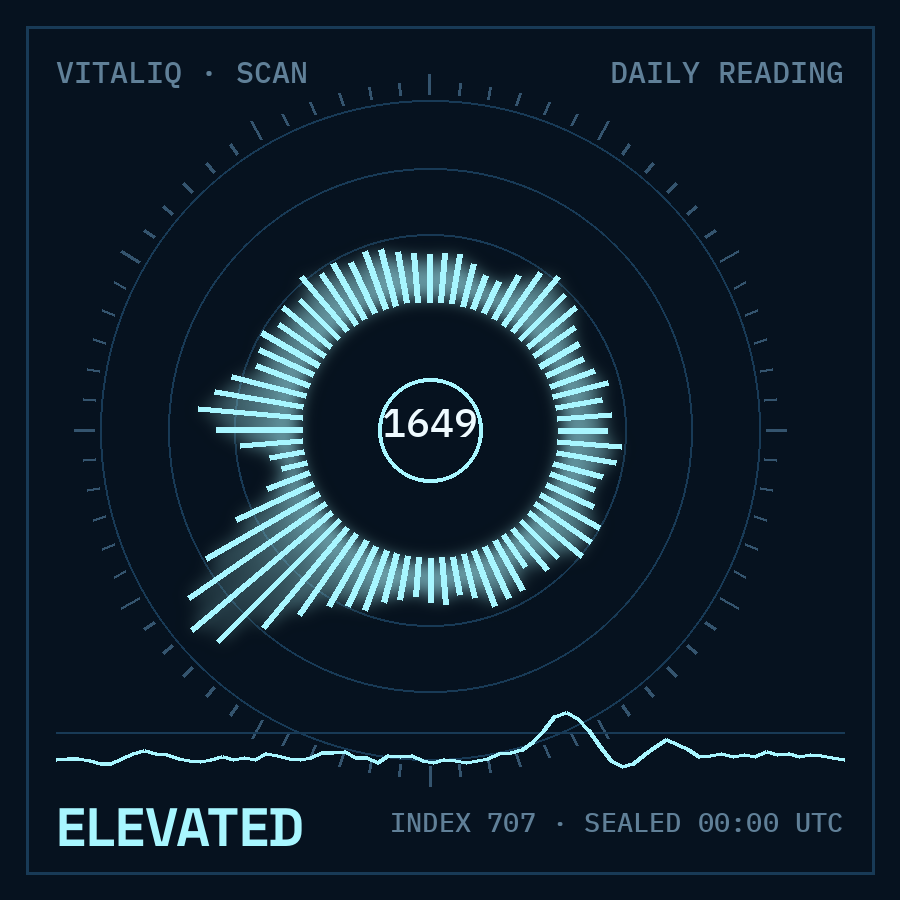 VITALIQ · SCAN
DAILY READING
1649
ELEVATED
INDEX 707 · SEALED 00:00 UTC